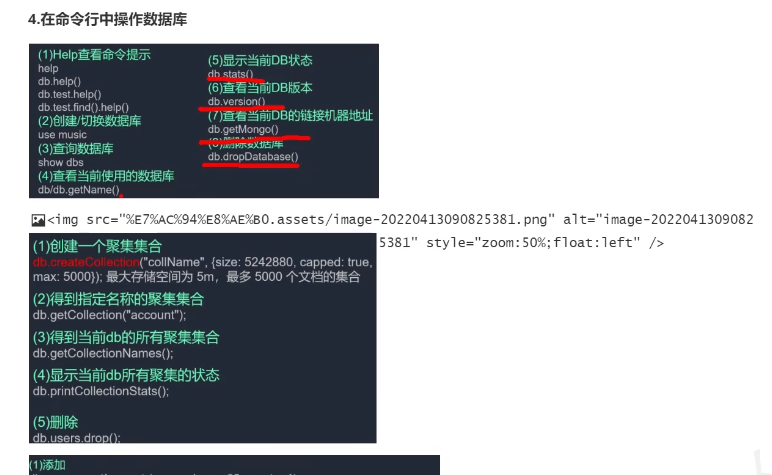 4.在命令行中操作数据库
(1)Help查看命令提示
help
db.help()
db.test.help()
db.test.find().help()
(2)创建/切换数据库
use music
(3)查询数据库
show dbs
(4)查看当前使用的数据库
db/db.getName()
(5)显示当前DB状态
db.stats()
(6)查看当前DB版本
db.version()
(7)查看当前DB的链接机器地址
db.getMongo()
(8)删除数据库
db.dropDatabase()
<img src="%E7%AC%94%E8%AE%B0.assets/image-20220413090825381.png" alt="image-2022041309082
5381" style="zoom:50%;float:left" />
(1)创建一个聚集集合
db.createCollection("collName", {size: 5242880, capped: true,
max: 5000}); 最大存储空间为 5m，最多 5000 个文档的集合
(2)得到指定名称的聚集集合
db.getCollection("account");
(3)得到当前db的所有聚集集合
db.getCollectionNames();
(4)显示当前db所有聚集的状态
db.printCollectionStats();
(5)删除
db.users.drop();
(1)添加